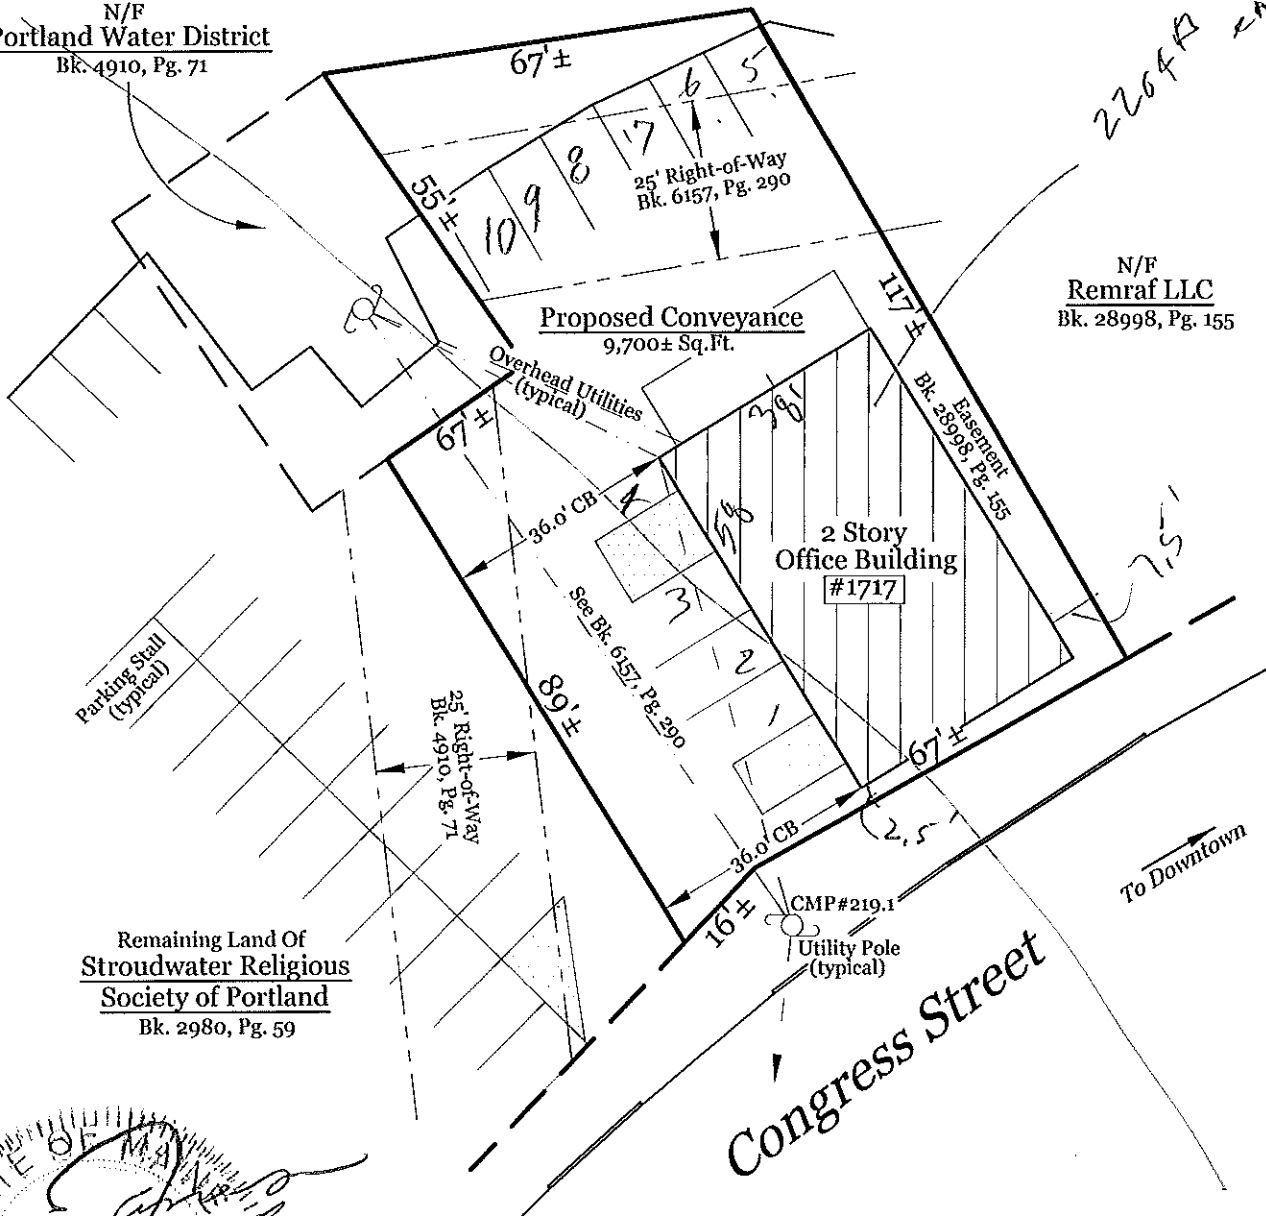 N/F
Portland Water District
Bk. 4910, Pg. 71
67'±
5
6
7
8
9
10
25' Right-of-Way
Bk. 6157, Pg. 290
55'±
117'±
N/F
Remraf LLC
Bk. 28998, Pg. 155
Proposed Conveyance
9,700± Sq.Ft.
Overhead Utilities
(typical)
67'±
38'
Easement
Bk. 28998, Pg. 155
36.0' CB
4
58
2 Story
Office Building
#1717
3
2
1
See Bk. 6157, Pg. 290
7,5'
Parking Stall
(typical)
25' Right-of-Way
Bk. 4910, Pg. 71
89'±
67'±
36.0' CB
2,5'
16'±
CMP#219.1
Utility Pole
(typical)
To Downtown
Congress Street
Remaining Land Of
Stroudwater Religious
Society of Portland
Bk. 2980, Pg. 59
E OF MA